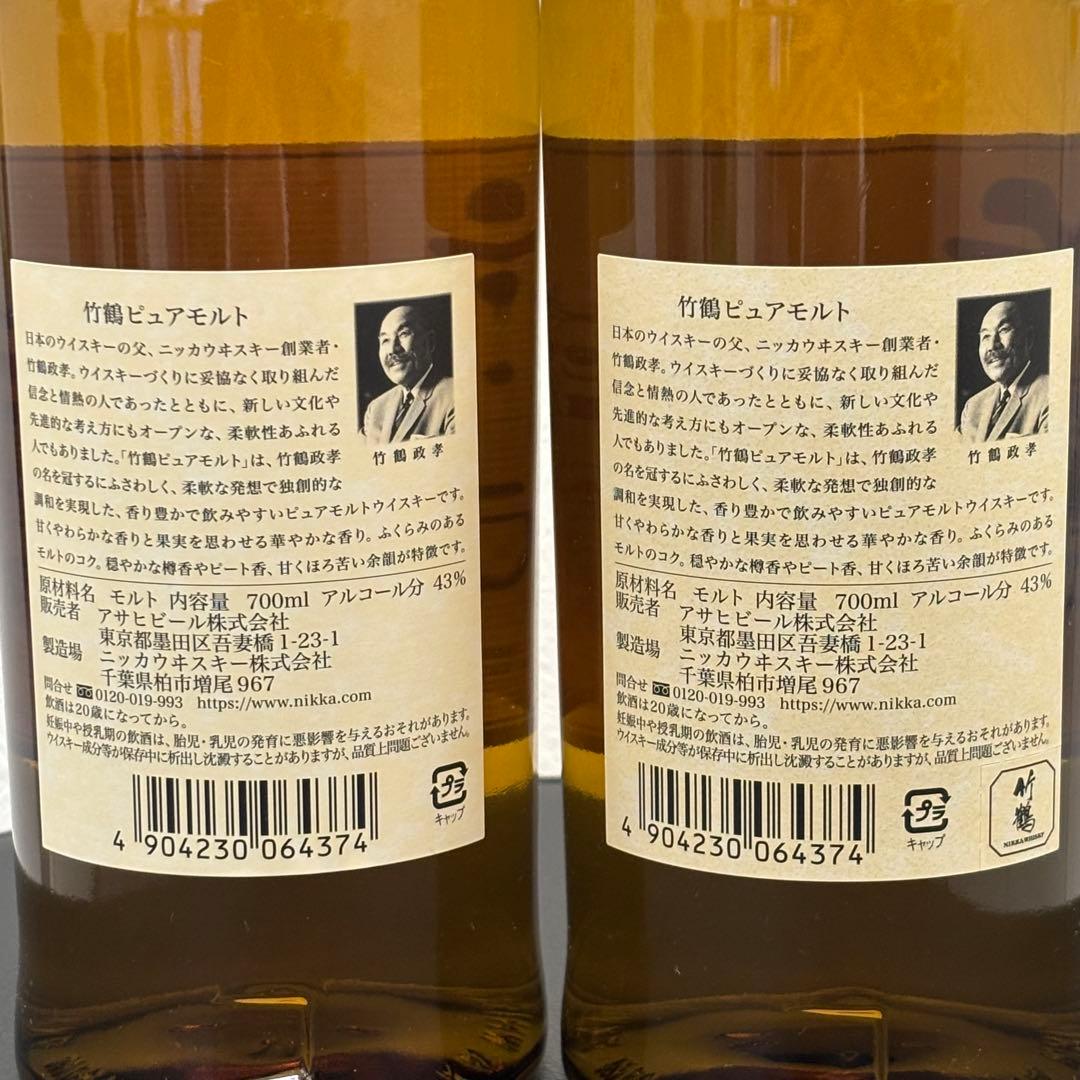 竹鶴ピュアモルト
日本のウイスキーの父、ニッカウヰスキー創業者・
竹鶴政孝。ウイスキーづくりに妥協なく取り組んだ
信念と情熱の人であったとともに、新しい文化や
先進的な考え方にもオープンな、柔軟性あふれる
人でもありました。「竹鶴ピュアモルト」は、竹鶴政孝
の名を冠するにふさわしく、柔軟な発想で独創的な
調和を実現した、香り豊かで飲みやすいピュアモルトウイスキーです。
甘くやわらかな香りと果実を思わせる華やかな香り。ふくらみのある
モルトのコク。穏やかな樽香やピート香、甘くほろ苦い余韻が特徴です。
竹鶴政孝
原材料名 モルト 内容量 700ml アルコール分 43%
販売者 アサヒビール株式会社
東京都墨田区吾妻橋1-23-1
製造場 ニッカウヰスキー株式会社
千葉県柏市増尾967
問合せ 0120-019-993 https://www.nikka.com
飲酒は20歳になってから。
妊娠中や授乳期の飲酒は、胎児・乳児の発育に悪影響を与えるおそれがあります。
ウイスキー成分等が保存中に析出し沈澱することがありますが、品質上問題ございません。
4 904230 064374
プラ
キャップ
竹鶴ピュアモルト
日本のウイスキーの父、ニッカウヰスキー創業者・
竹鶴政孝。ウイスキーづくりに妥協なく取り組んだ
信念と情熱の人であったとともに、新しい文化や
先進的な考え方にもオープンな、柔軟性あふれる
人でもありました。「竹鶴ピュアモルト」は、竹鶴政孝
の名を冠するにふさわしく、柔軟な発想で独創的な
調和を実現した、香り豊かで飲みやすいピュアモルトウイスキーです。
甘くやわらかな香りと果実を思わせる華やかな香り。ふくらみのある
モルトのコク。穏やかな樽香やピート香、甘くほろ苦い余韻が特徴です。
竹鶴政孝
原材料名 モルト 内容量 700ml アルコール分 43%
販売者 アサヒビール株式会社
東京都墨田区吾妻橋1-23-1
製造場 ニッカウヰスキー株式会社
千葉県柏市増尾967
問合せ 0120-019-993 https://www.nikka.com
飲酒は20歳になってから。
妊娠中や授乳期の飲酒は、胎児・乳児の発育に悪影響を与えるおそれがあります。
ウイスキー成分等が保存中に析出し沈澱することがありますが、品質上問題ございません。
4 904230 064374
プラ
キャップ
竹鶴
NIKKA WHISKY